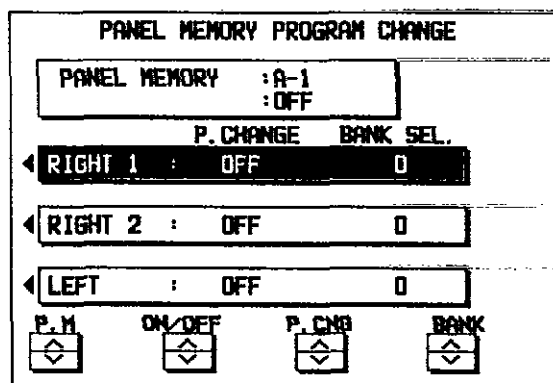 PANEL MEMORY PROGRAM CHANGE
PANEL MEMORY :A-1
:OFF
P.CHANGE BANK SEL.
RIGHT 1 : OFF 0
RIGHT 2 : OFF 0
LEFT : OFF 0
P.M ON/OFF P.CNG BANK